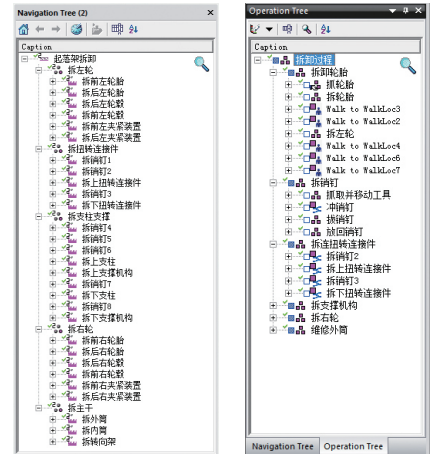 Navigation Tree (2)
Caption
起落架拆卸
拆左轮
拆前左轮胎
拆后左轮胎
拆后左轮毂
拆前左轮毂
拆前左夹紧装置
拆后左夹紧装置
拆扭转连接件
拆销钉1
拆销钉2
拆上扭转连接件
拆销钉3
拆下扭转连接件
拆支柱支撑
拆销钉4
拆销钉5
拆销钉6
拆上支柱
拆上支撑机构
拆销钉7
拆下支柱
拆销钉8
拆下支撑机构
拆右轮
拆前右轮胎
拆后右轮胎
拆后右轮毂
拆前右轮毂
拆前右夹紧装置
拆后右夹紧装置
拆主干
拆外筒
拆内筒
拆转向架
Operation Tree
Caption
拆卸过程
拆卸轮胎
抓轮胎
拆轮胎
Walk to WalkLoc3
Walk to WalkLoc2
拆左轮
Walk to WalkLoc4
Walk to WalkLoc6
Walk to WalkLoc7
拆销钉
抓取并移动工具
冲销钉
拔销钉
放回销钉
拆连扭转连接件
拆销钉2
拆上扭转连接件
拆销钉3
拆下扭转连接件
拆支撑机构
拆右轮
维修外筒
Navigation Tree
Operation Tree